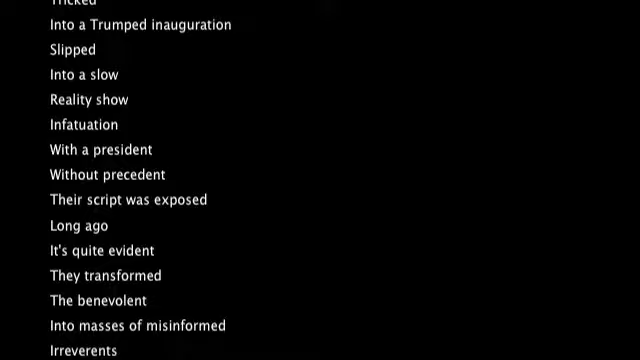 Tricked
Into a Trumped inauguration
Slipped
Into a slow
Reality show
Infatuation
With a president
Without precedent
Their script was exposed
Long ago
It's quite evident
They transformed
The benevolent
Into masses of misinformed
Irreverents